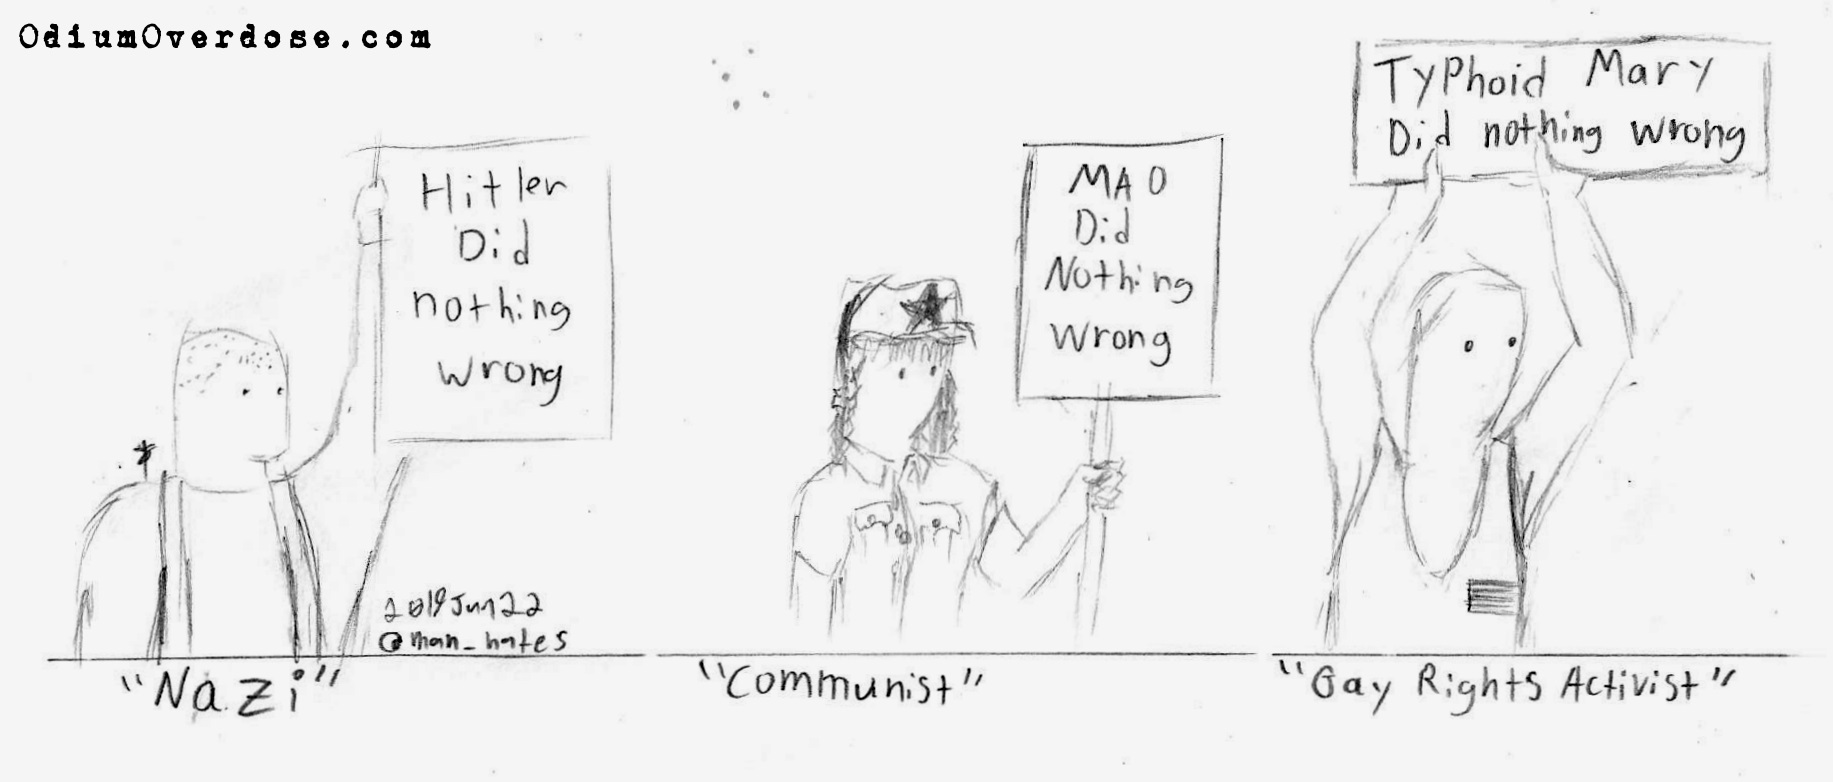 OdiumOverdose.com
Hitler
Did
nothing
wrong
2019Jun22
@man_hates
"Nazi"
MAO
Did
Nothing
Wrong
"Communist"
Typhoid Mary
Did nothing wrong
"Gay Rights Activist"